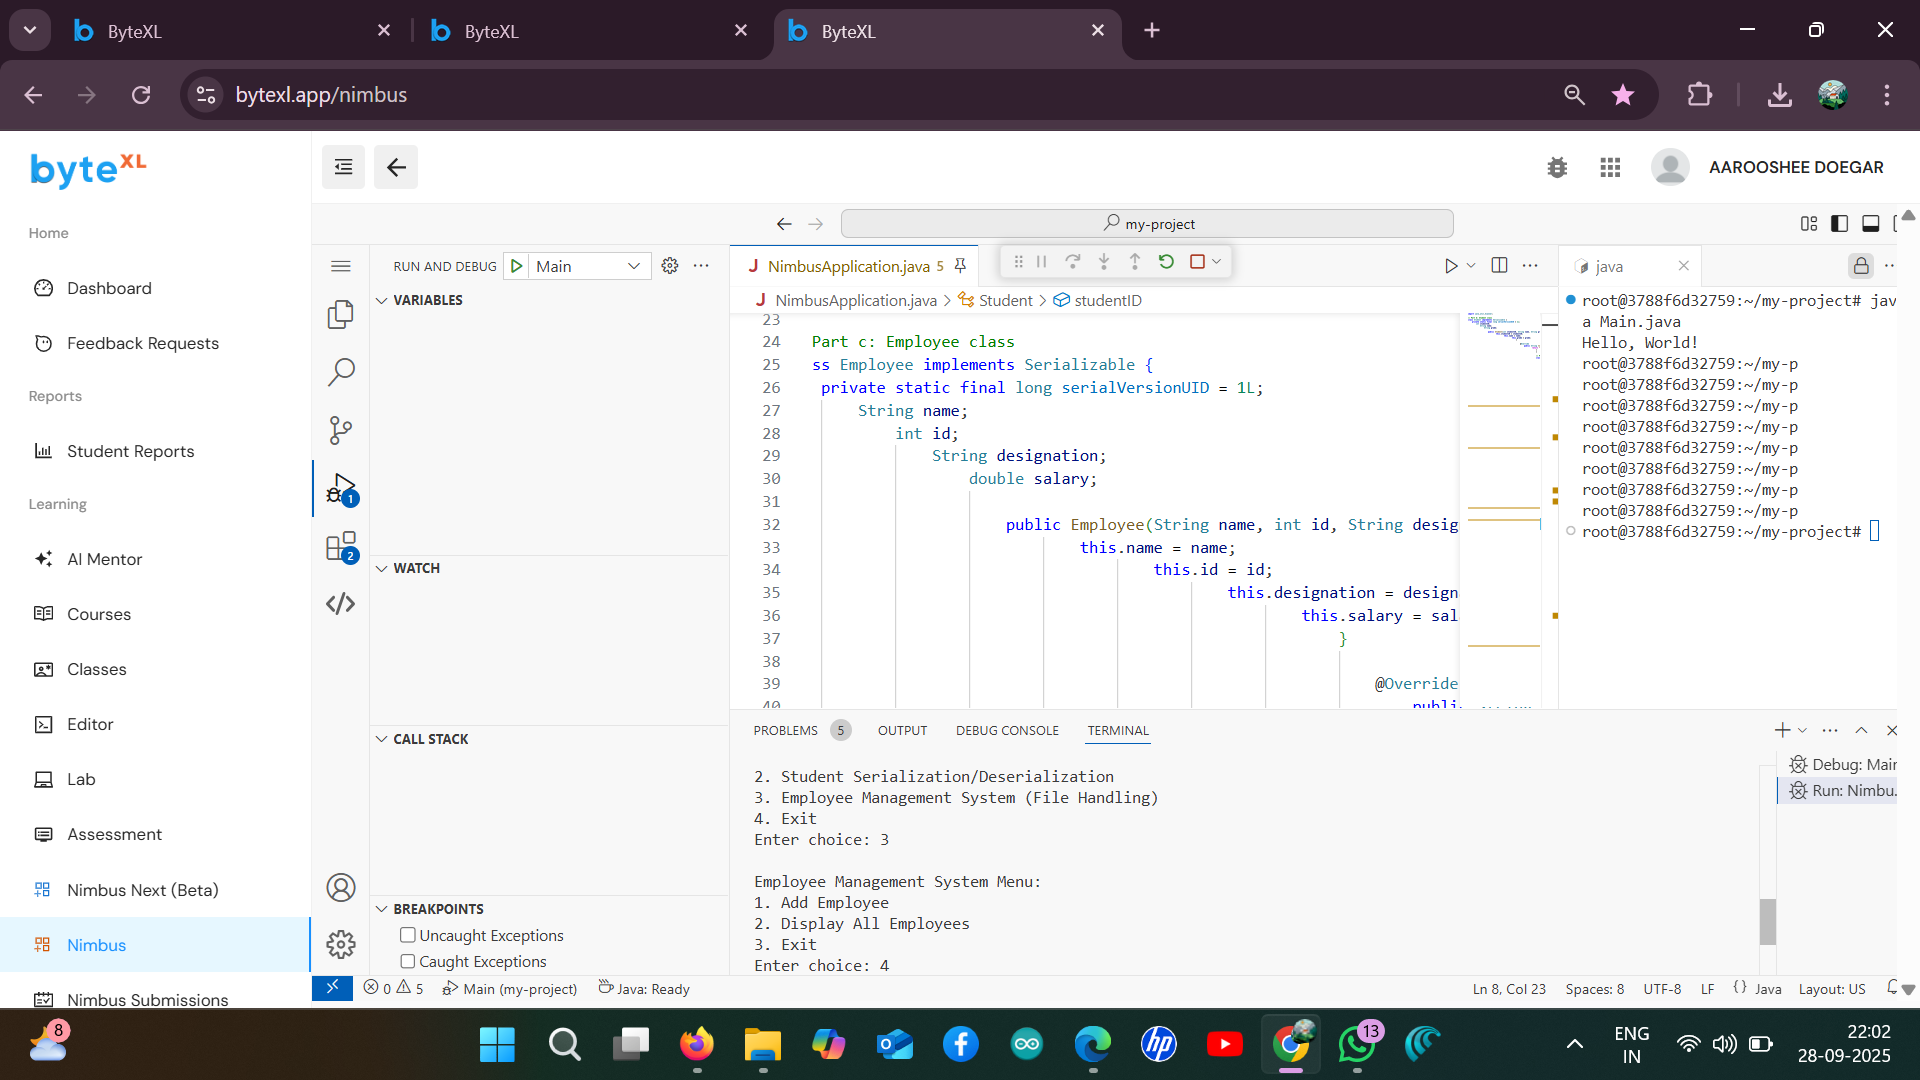 ByteXL
ByteXL
ByteXL
bytexl.app/nimbus
byteXL
AAROOSHEE DOEGAR
Home
Dashboard
Feedback Requests
Reports
Student Reports
Learning
AI Mentor
Courses
Classes
Editor
Lab
Assessment
Nimbus Next (Beta)
Nimbus
Nimbus Submissions
my-project
RUN AND DEBUG
Main
VARIABLES
WATCH
CALL STACK
BREAKPOINTS
Uncaught Exceptions
Caught Exceptions
1
2
NimbusApplication.java 5
NimbusApplication.java > Student > studentID
23
24 Part c: Employee class
25 ss Employee implements Serializable {
26 private static final long serialVersionUID = 1L;
27 String name;
28 int id;
29 String designation;
30 double salary;
31
32 public Employee(String name, int id, String desig
33 this.name = name;
34 this.id = id;
35 this.designation = design
36 this.salary = sal
37 }
38
39 @Override
40 publi
java
root@3788f6d32759:~/my-project# jav
a Main.java
Hello, World!
root@3788f6d32759:~/my-p
root@3788f6d32759:~/my-p
root@3788f6d32759:~/my-p
root@3788f6d32759:~/my-p
root@3788f6d32759:~/my-p
root@3788f6d32759:~/my-p
root@3788f6d32759:~/my-p
root@3788f6d32759:~/my-p
root@3788f6d32759:~/my-project#
PROBLEMS 5 OUTPUT DEBUG CONSOLE TERMINAL
2. Student Serialization/Deserialization
3. Employee Management System (File Handling)
4. Exit
Enter choice: 3
Employee Management System Menu:
1. Add Employee
2. Display All Employees
3. Exit
Enter choice: 4
Debug: Mair
Run: Nimbu...
0 5 Main (my-project) Java: Ready
Ln 8, Col 23 Spaces: 8 UTF-8 LF {} Java Layout: US
8
13
ENG
IN
22:02
28-09-2025